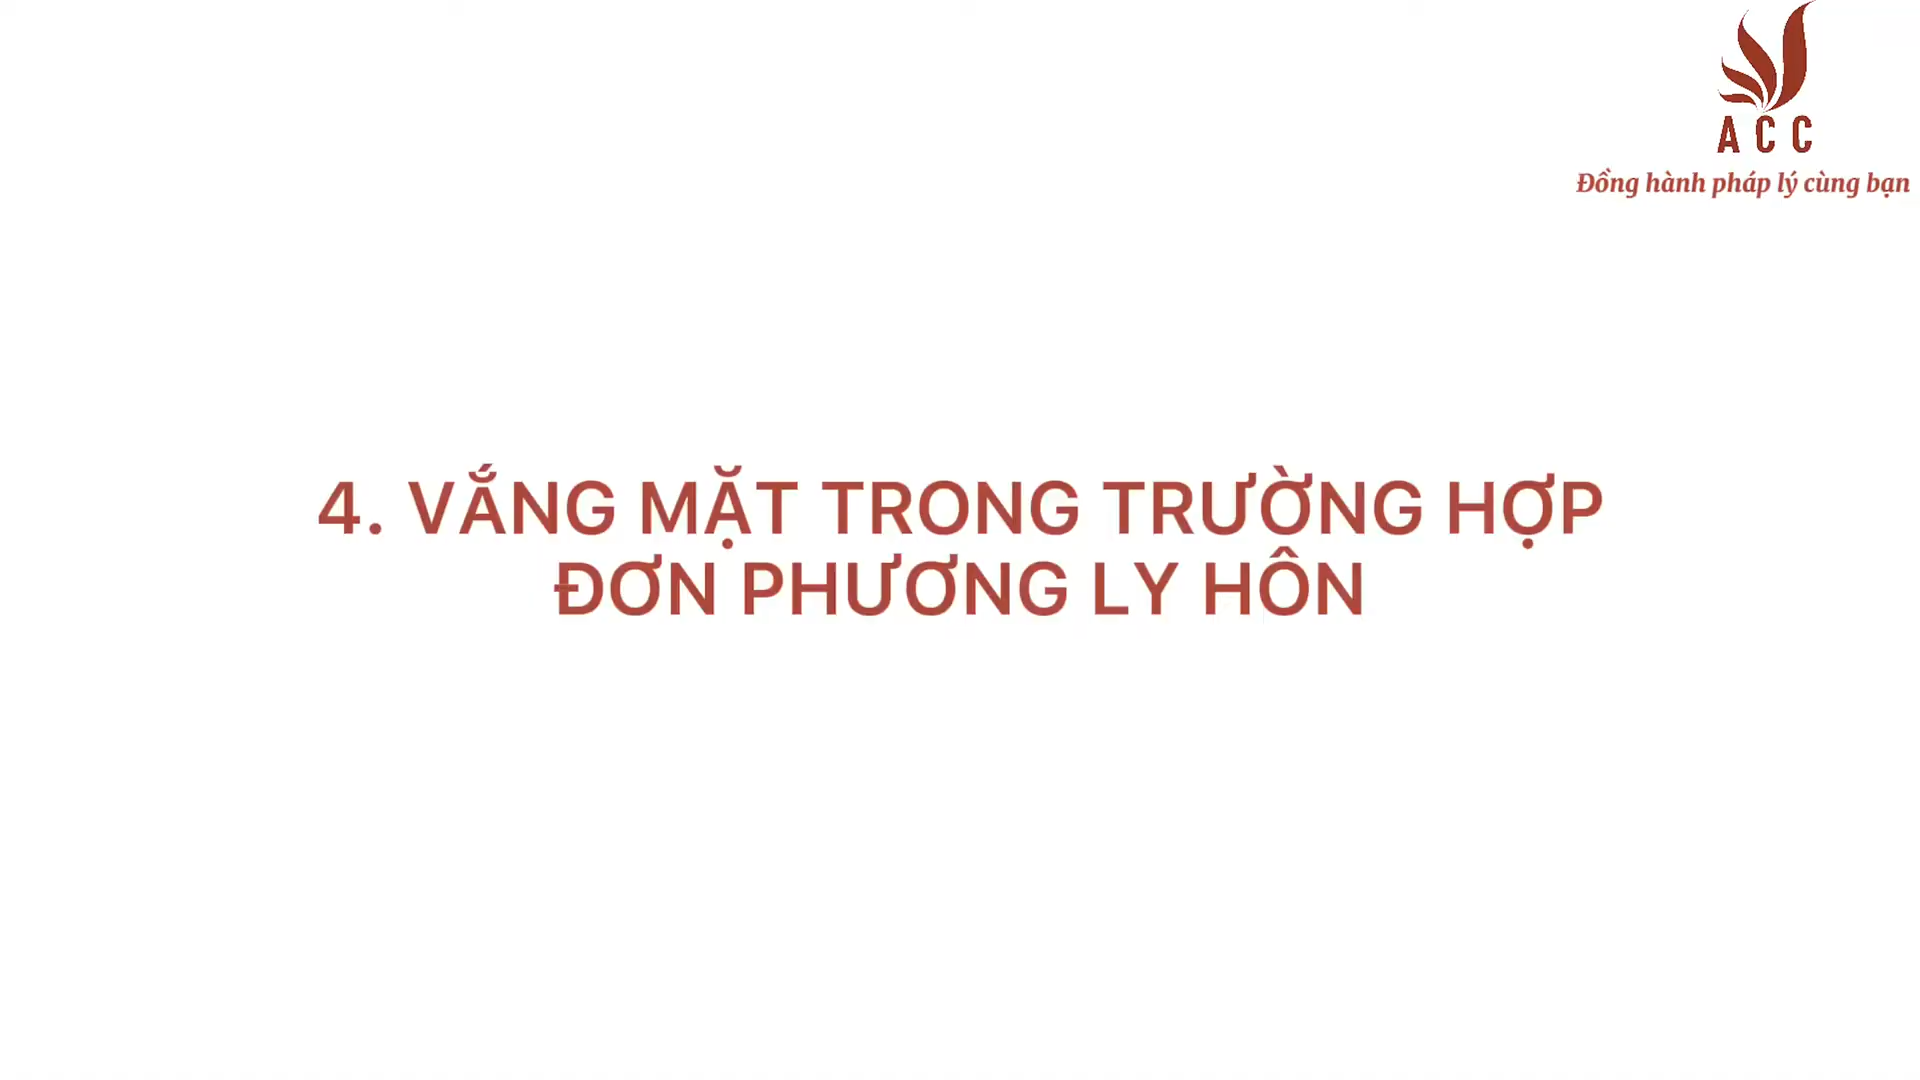 ACC
Đồng hành pháp lý cùng bạn
4. VẮNG MẶT TRONG TRƯỜNG HỢP
ĐƠN PHƯƠNG LY HÔN